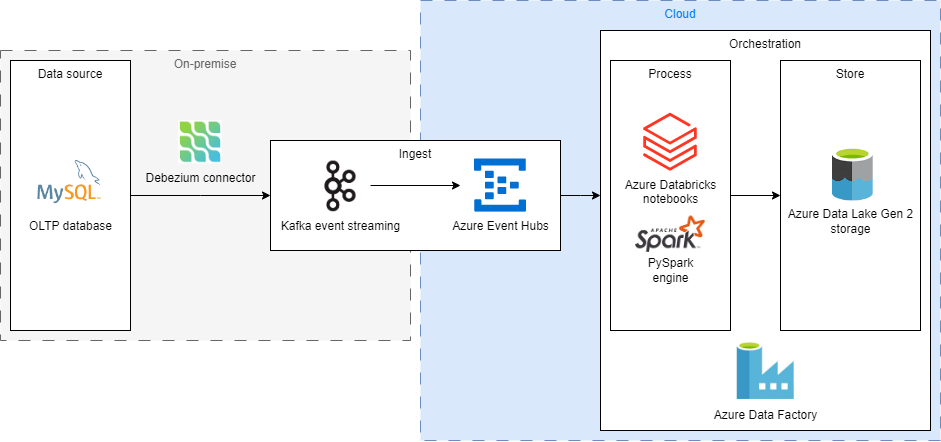 Cloud
On-premise
Data source
MySQL
OLTP database
Debezium connector
Ingest
Kafka event streaming
Azure Event Hubs
Orchestration
Process
Azure Databricks
notebooks
APACHE
Spark
PySpark
engine
Store
Azure Data Lake Gen 2
storage
Azure Data Factory